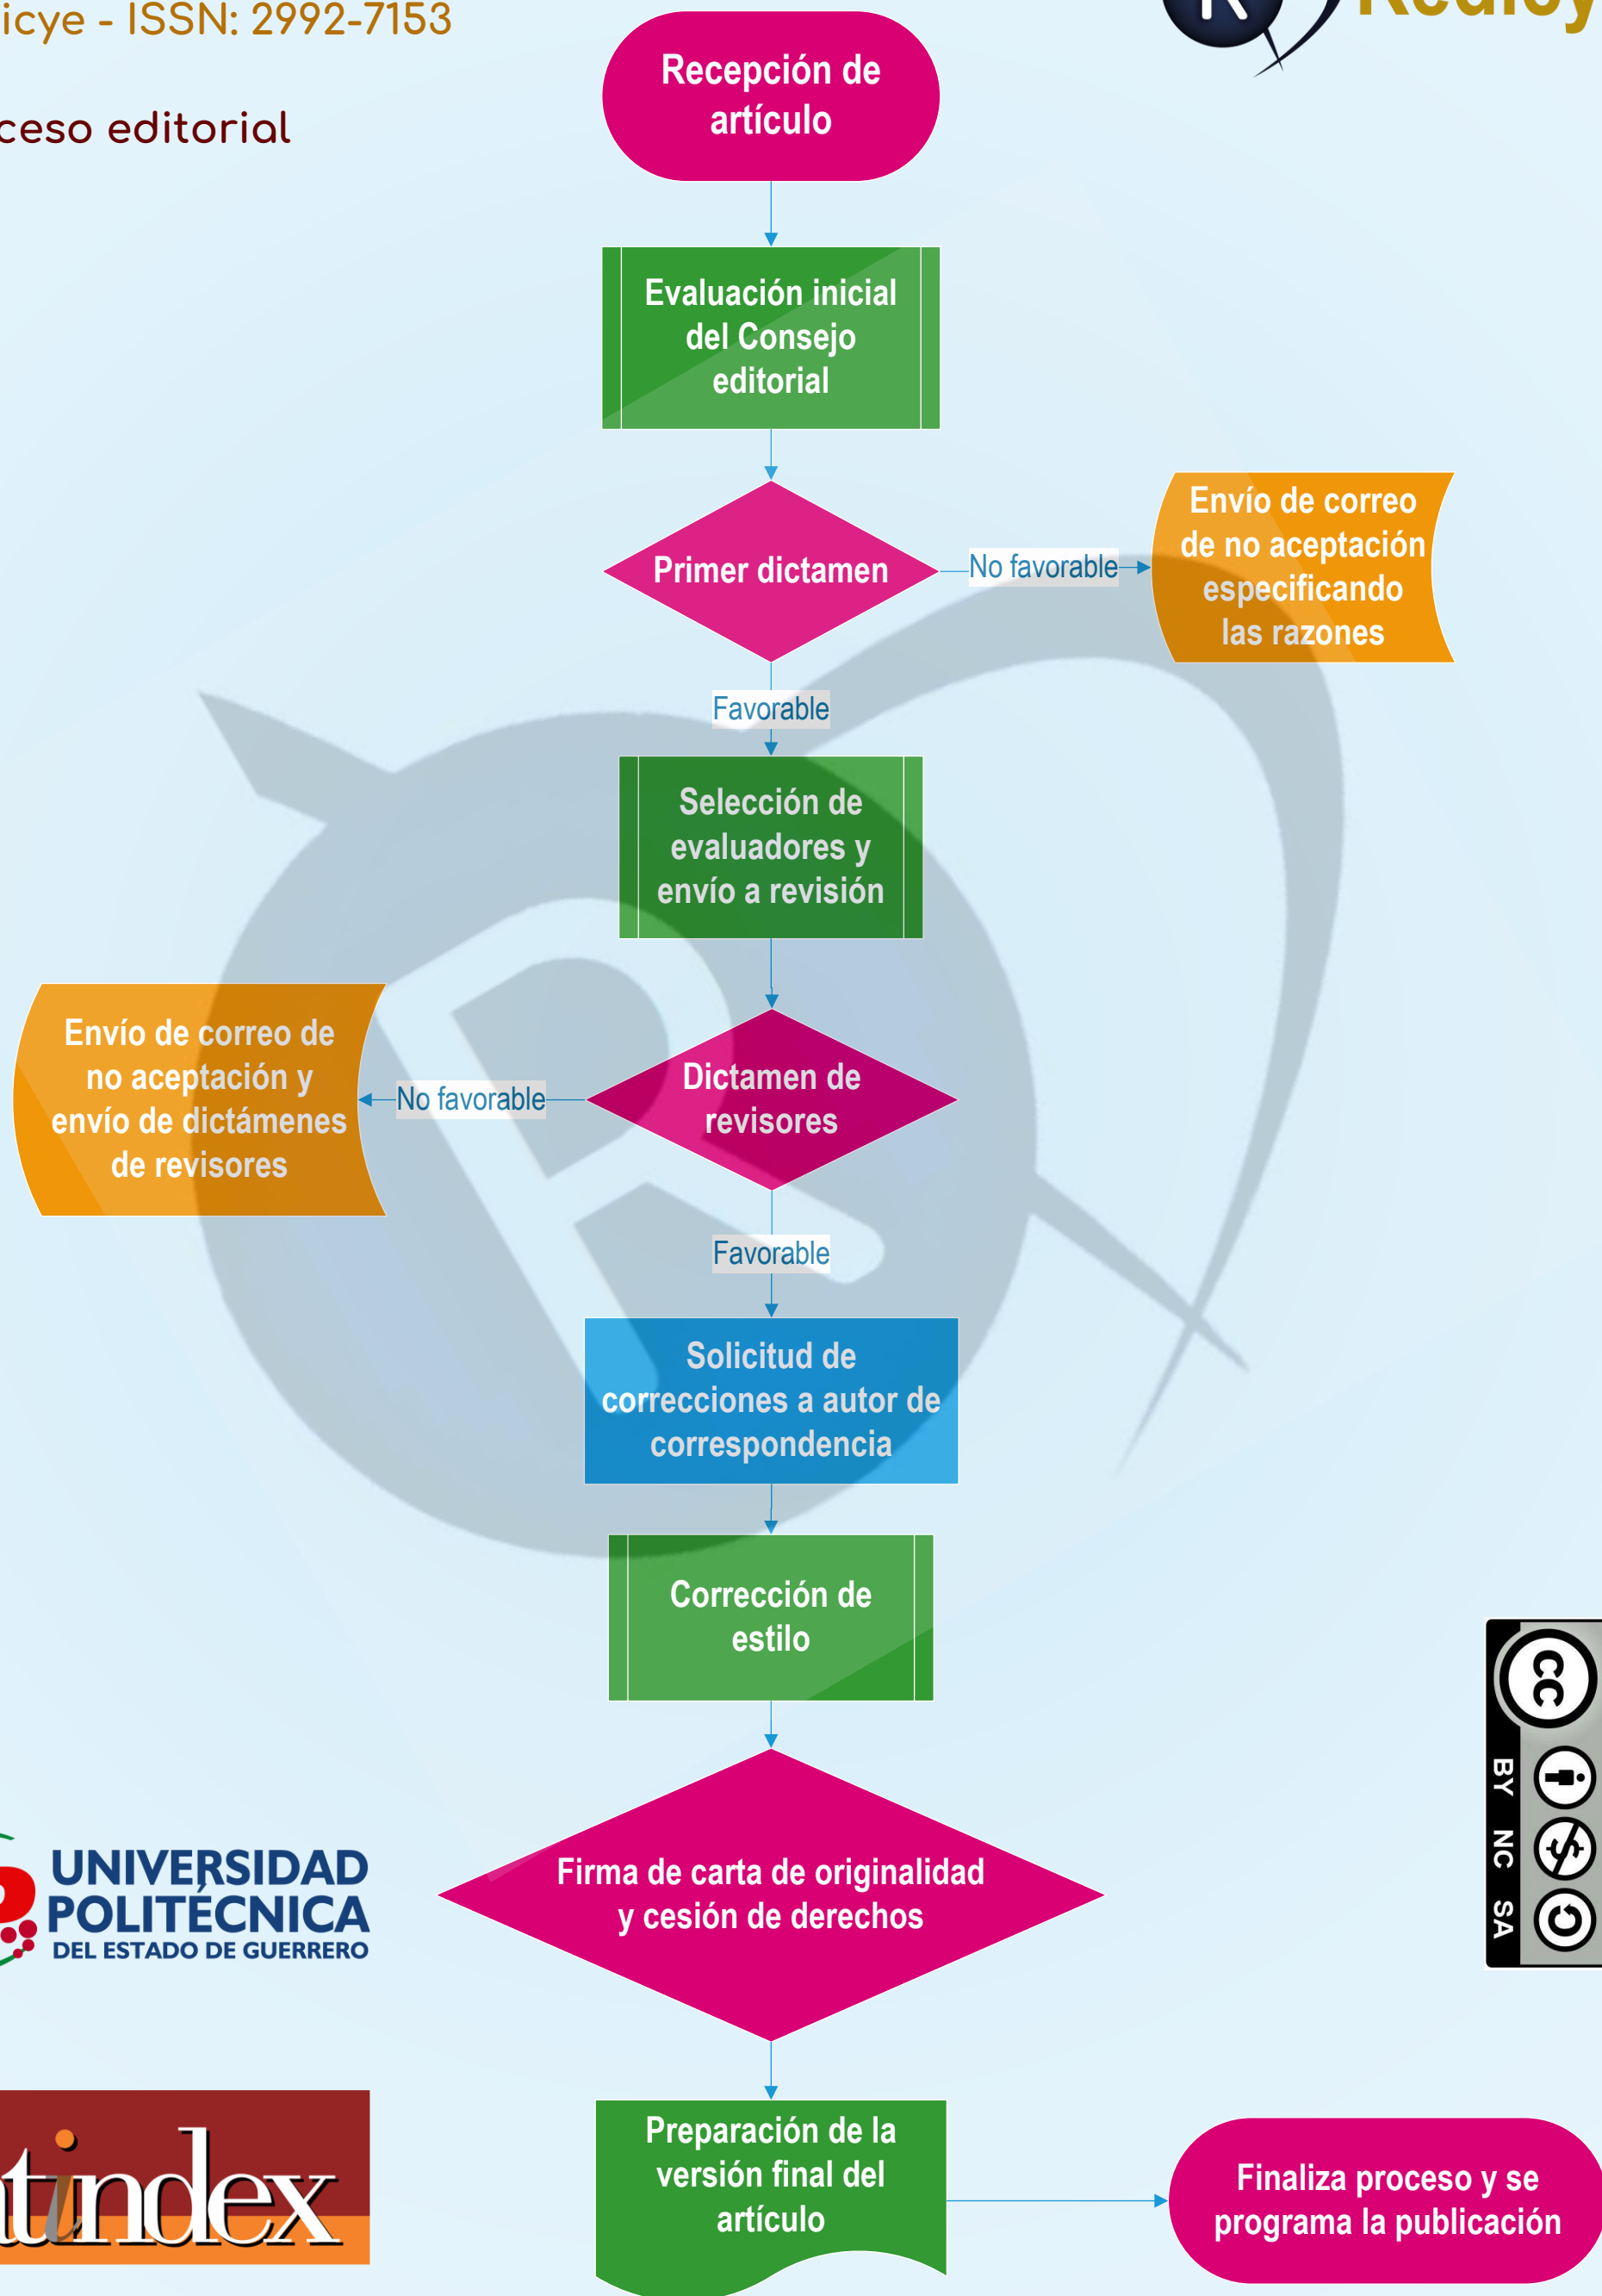 icye - ISSN: 2992-7153
ceso editorial
Recepción de
artículo
Evaluación inicial
del Consejo
editorial
Primer dictamen
No favorable
Envío de correo
de no aceptación
especificando
las razones
Favorable
Selección de
evaluadores y
envío a revisión
Dictamen de
revisores
No favorable
Envío de correo de
no aceptación y
envío de dictámenes
de revisores
Favorable
Solicitud de
correcciones a autor de
correspondencia
Corrección de
estilo
Firma de carta de originalidad
y cesión de derechos
Preparación de la
versión final del
artículo
Finaliza proceso y se
programa la publicación
UNIVERSIDAD
POLITÉCNICA
DEL ESTADO DE GUERRERO
tindex
cc
BY NC SA